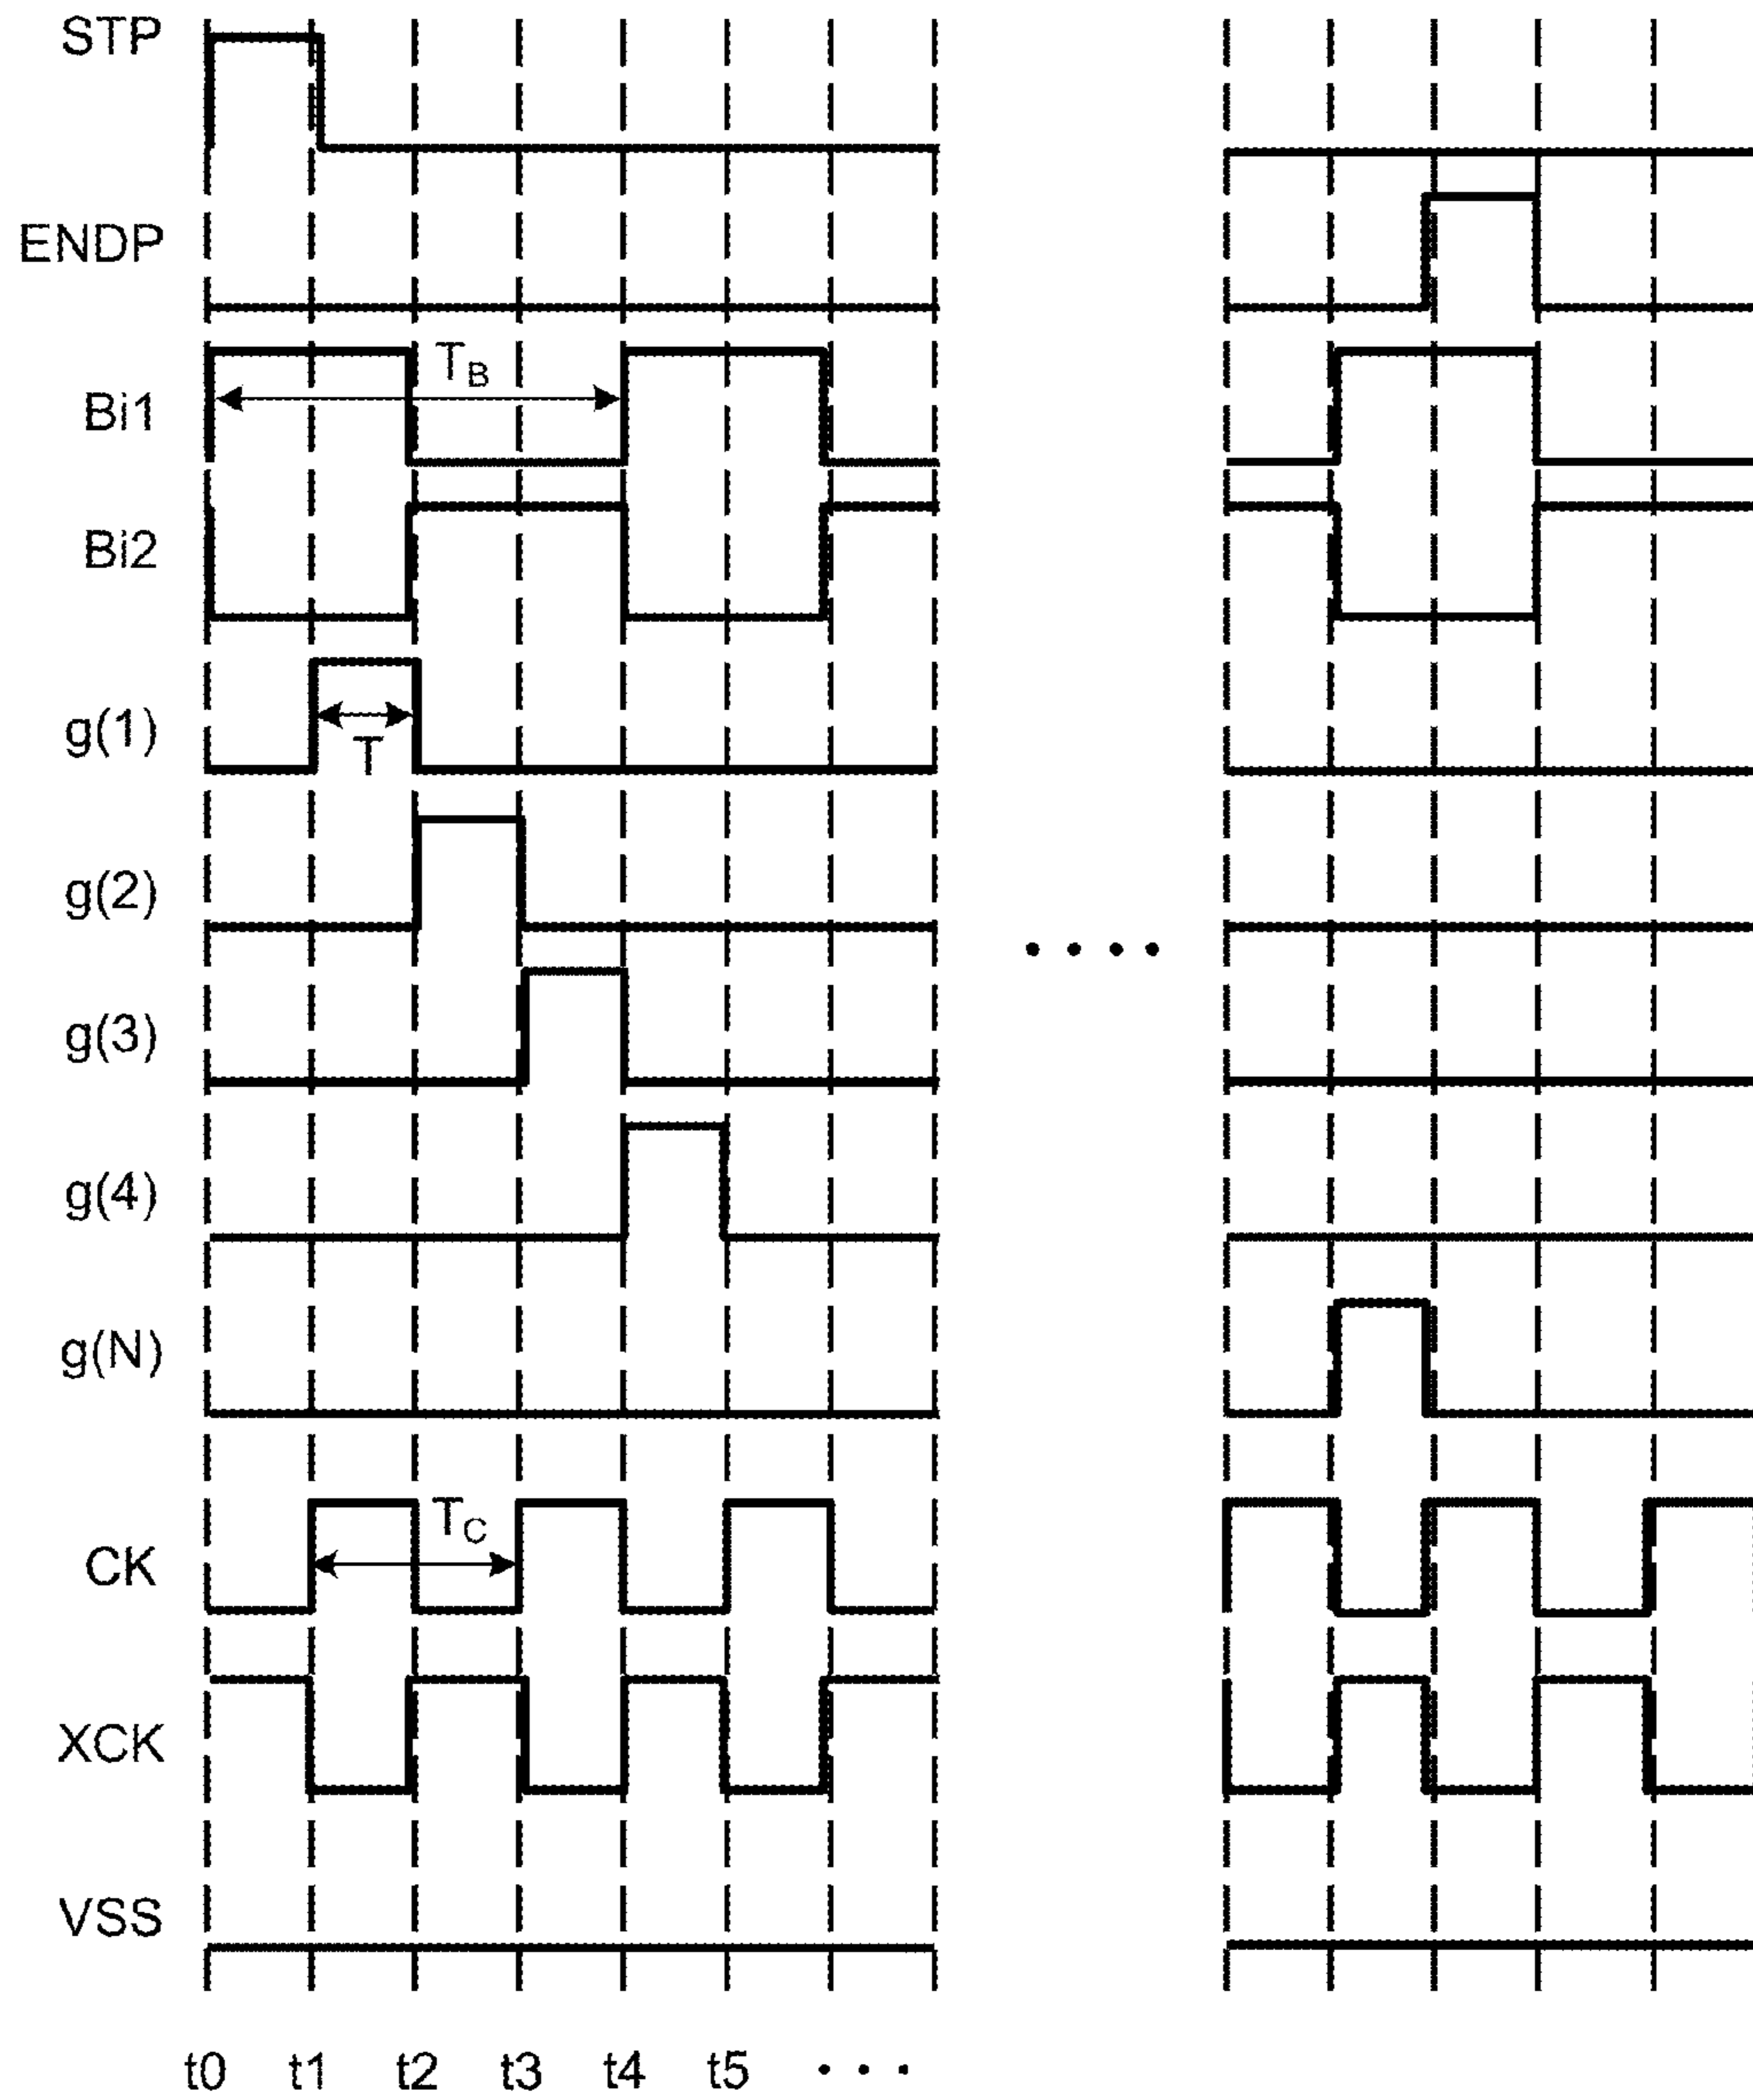 STP
ENDP
T_B
Bi1
Bi2
g(1)
T
g(2)
g(3)
g(4)
g(N)
T_C
CK
XCK
VSS
t0 t1 t2 t3 t4 t5 ...